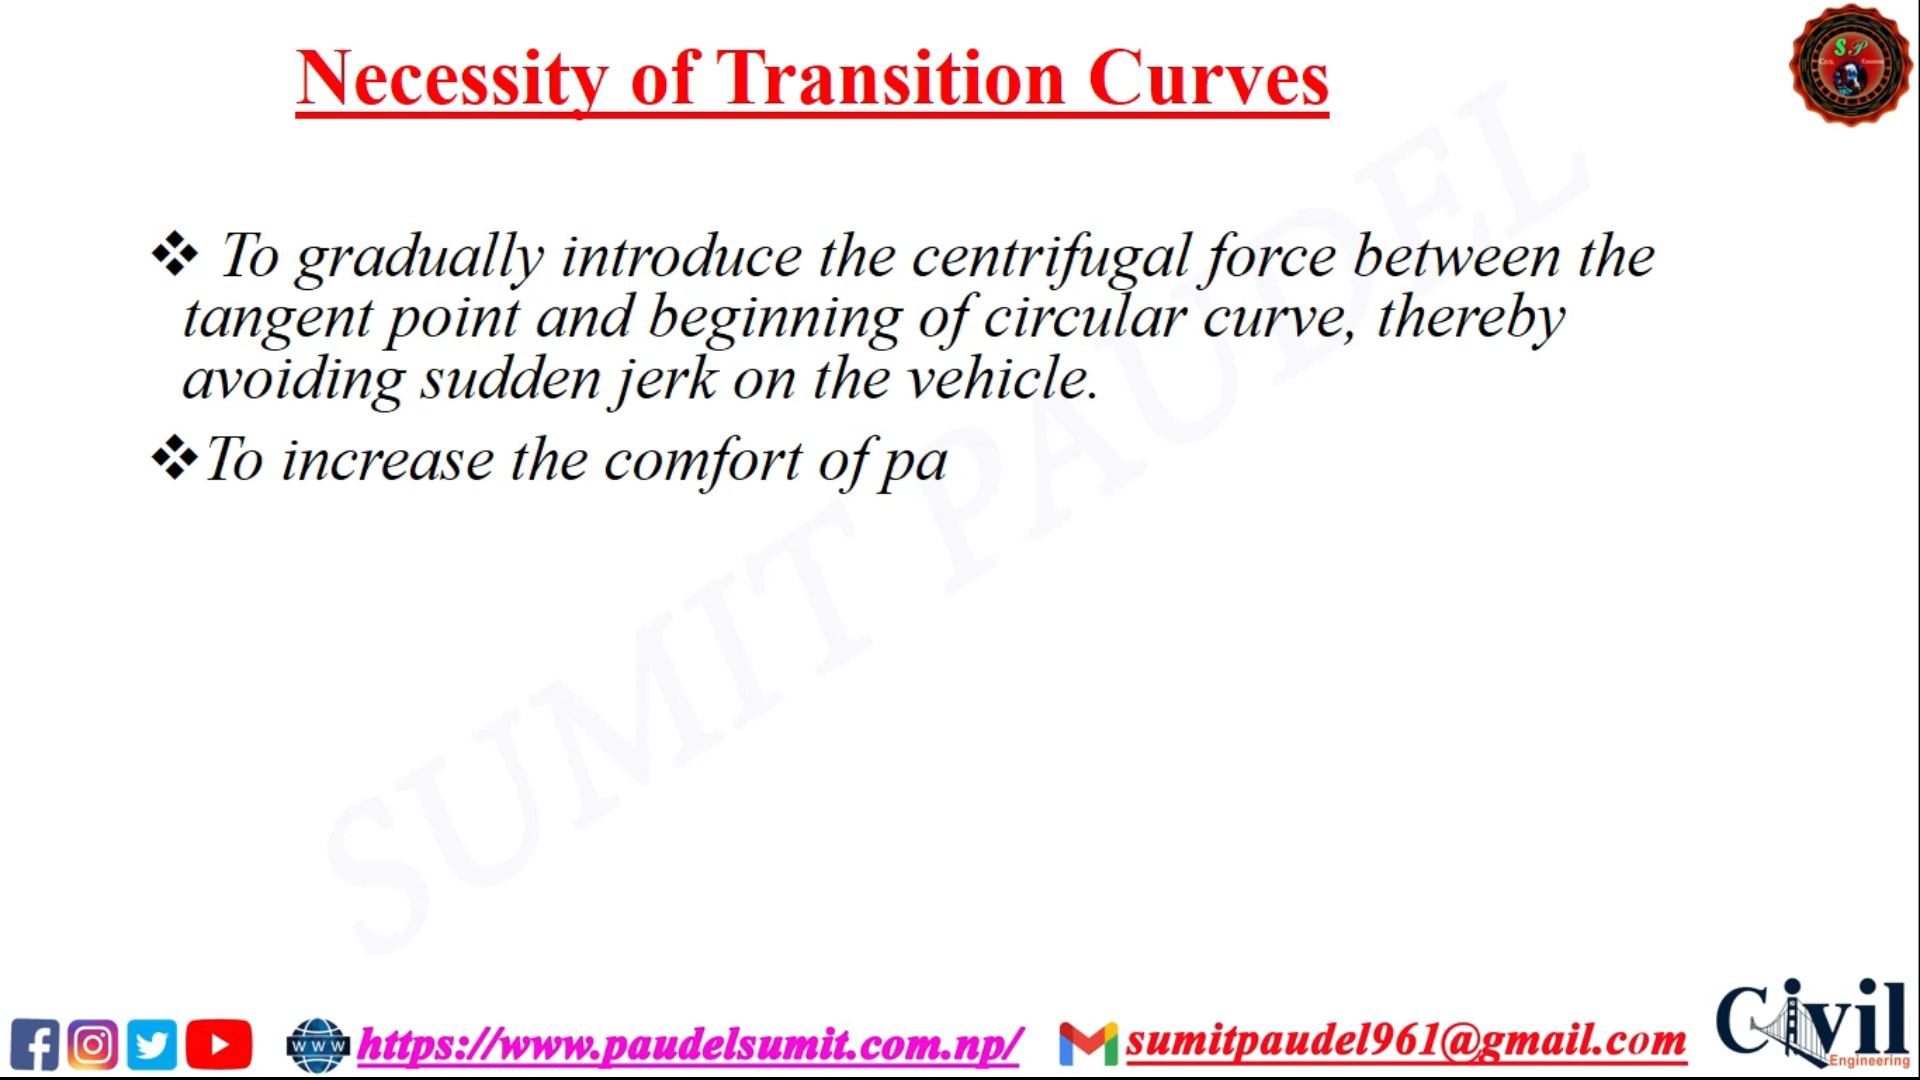 Necessity of Transition Curves
SP
❖ To gradually introduce the centrifugal force between the
tangent point and beginning of circular curve, thereby
avoiding sudden jerk on the vehicle.
❖To increase the comfort of pa
SUMIT PAUDEL
WWW
https://www.paudelsumit.com.np/
sumitpaudel961@gmail.com
Civil
Engineering